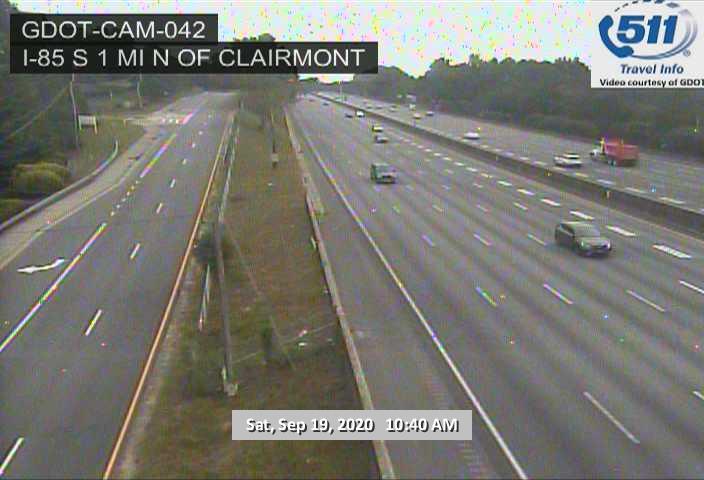 GDOT-CAM-042
I-85 S 1 MI N OF CLAIRMONT
511
Travel Info
Video courtesy of GDOT
Sat, Sep 19, 2020 10:40 AM